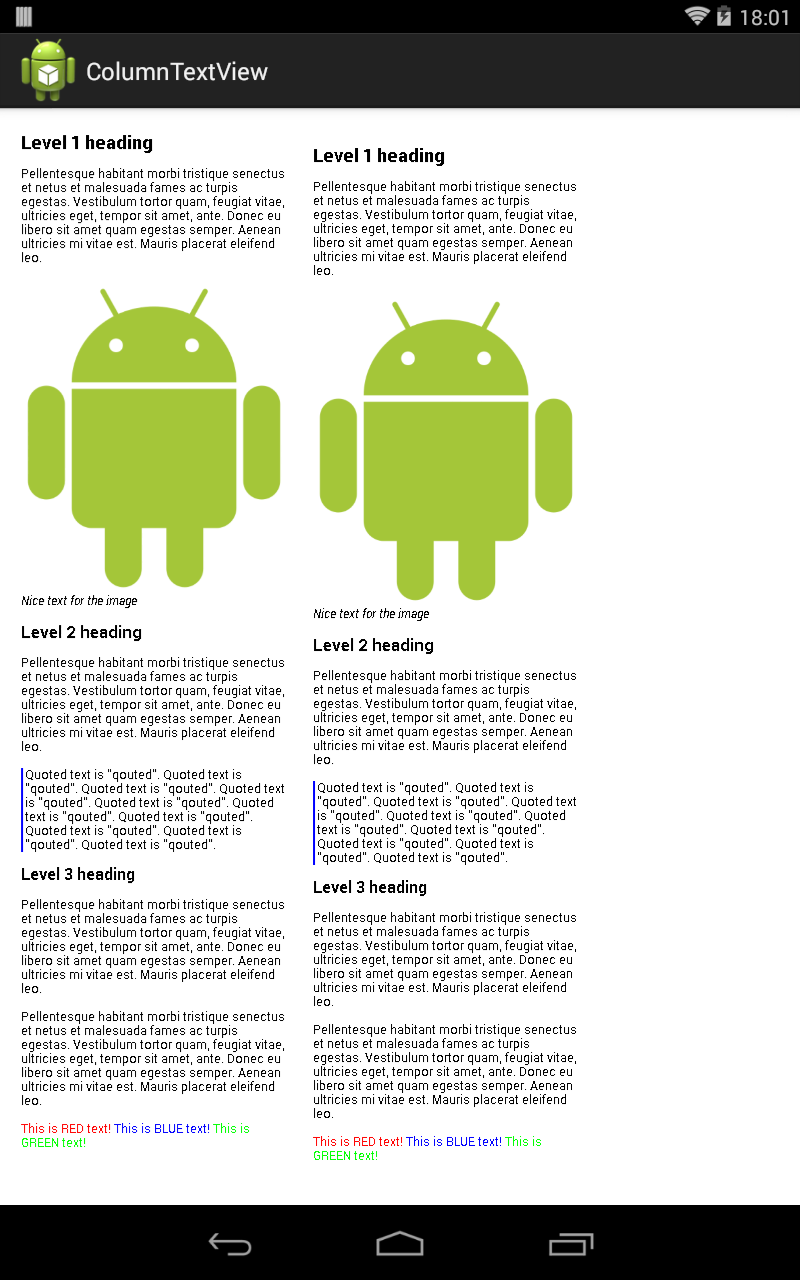 18:01
ColumnTextView
Level 1 heading
Pellentesque habitant morbi tristique senectus
et netus et malesuada fames ac turpis
egestas. Vestibulum tortor quam, feugiat vitae,
ultricies eget, tempor sit amet, ante. Donec eu
libero sit amet quam egestas semper. Aenean
ultricies mi vitae est. Mauris placerat eleifend
leo.
Nice text for the image
Level 2 heading
Pellentesque habitant morbi tristique senectus
et netus et malesuada fames ac turpis
egestas. Vestibulum tortor quam, feugiat vitae,
ultricies eget, tempor sit amet, ante. Donec eu
libero sit amet quam egestas semper. Aenean
ultricies mi vitae est. Mauris placerat eleifend
leo.
Quoted text is "qouted". Quoted text is
"qouted". Quoted text is "qouted". Quoted text
is "qouted". Quoted text is "qouted". Quoted
text is "qouted". Quoted text is "qouted".
Quoted text is "qouted". Quoted text is
"qouted". Quoted text is "qouted".
Level 3 heading
Pellentesque habitant morbi tristique senectus
et netus et malesuada fames ac turpis
egestas. Vestibulum tortor quam, feugiat vitae,
ultricies eget, tempor sit amet, ante. Donec eu
libero sit amet quam egestas semper. Aenean
ultricies mi vitae est. Mauris placerat eleifend
leo.
Pellentesque habitant morbi tristique senectus
et netus et malesuada fames ac turpis
egestas. Vestibulum tortor quam, feugiat vitae,
ultricies eget, tempor sit amet, ante. Donec eu
libero sit amet quam egestas semper. Aenean
ultricies mi vitae est. Mauris placerat eleifend
leo.
This is RED text! This is BLUE text! This is
GREEN text!
Level 1 heading
Pellentesque habitant morbi tristique senectus
et netus et malesuada fames ac turpis
egestas. Vestibulum tortor quam, feugiat vitae,
ultricies eget, tempor sit amet, ante. Donec eu
libero sit amet quam egestas semper. Aenean
ultricies mi vitae est. Mauris placerat eleifend
leo.
Nice text for the image
Level 2 heading
Pellentesque habitant morbi tristique senectus
et netus et malesuada fames ac turpis
egestas. Vestibulum tortor quam, feugiat vitae,
ultricies eget, tempor sit amet, ante. Donec eu
libero sit amet quam egestas semper. Aenean
ultricies mi vitae est. Mauris placerat eleifend
leo.
Quoted text is "qouted". Quoted text is
"qouted". Quoted text is "qouted". Quoted text
is "qouted". Quoted text is "qouted". Quoted
text is "qouted". Quoted text is "qouted".
Quoted text is "qouted". Quoted text is
"qouted". Quoted text is "qouted".
Level 3 heading
Pellentesque habitant morbi tristique senectus
et netus et malesuada fames ac turpis
egestas. Vestibulum tortor quam, feugiat vitae,
ultricies eget, tempor sit amet, ante. Donec eu
libero sit amet quam egestas semper. Aenean
ultricies mi vitae est. Mauris placerat eleifend
leo.
Pellentesque habitant morbi tristique senectus
et netus et malesuada fames ac turpis
egestas. Vestibulum tortor quam, feugiat vitae,
ultricies eget, tempor sit amet, ante. Donec eu
libero sit amet quam egestas semper. Aenean
ultricies mi vitae est. Mauris placerat eleifend
leo.
This is RED text! This is BLUE text! This is
GREEN text!